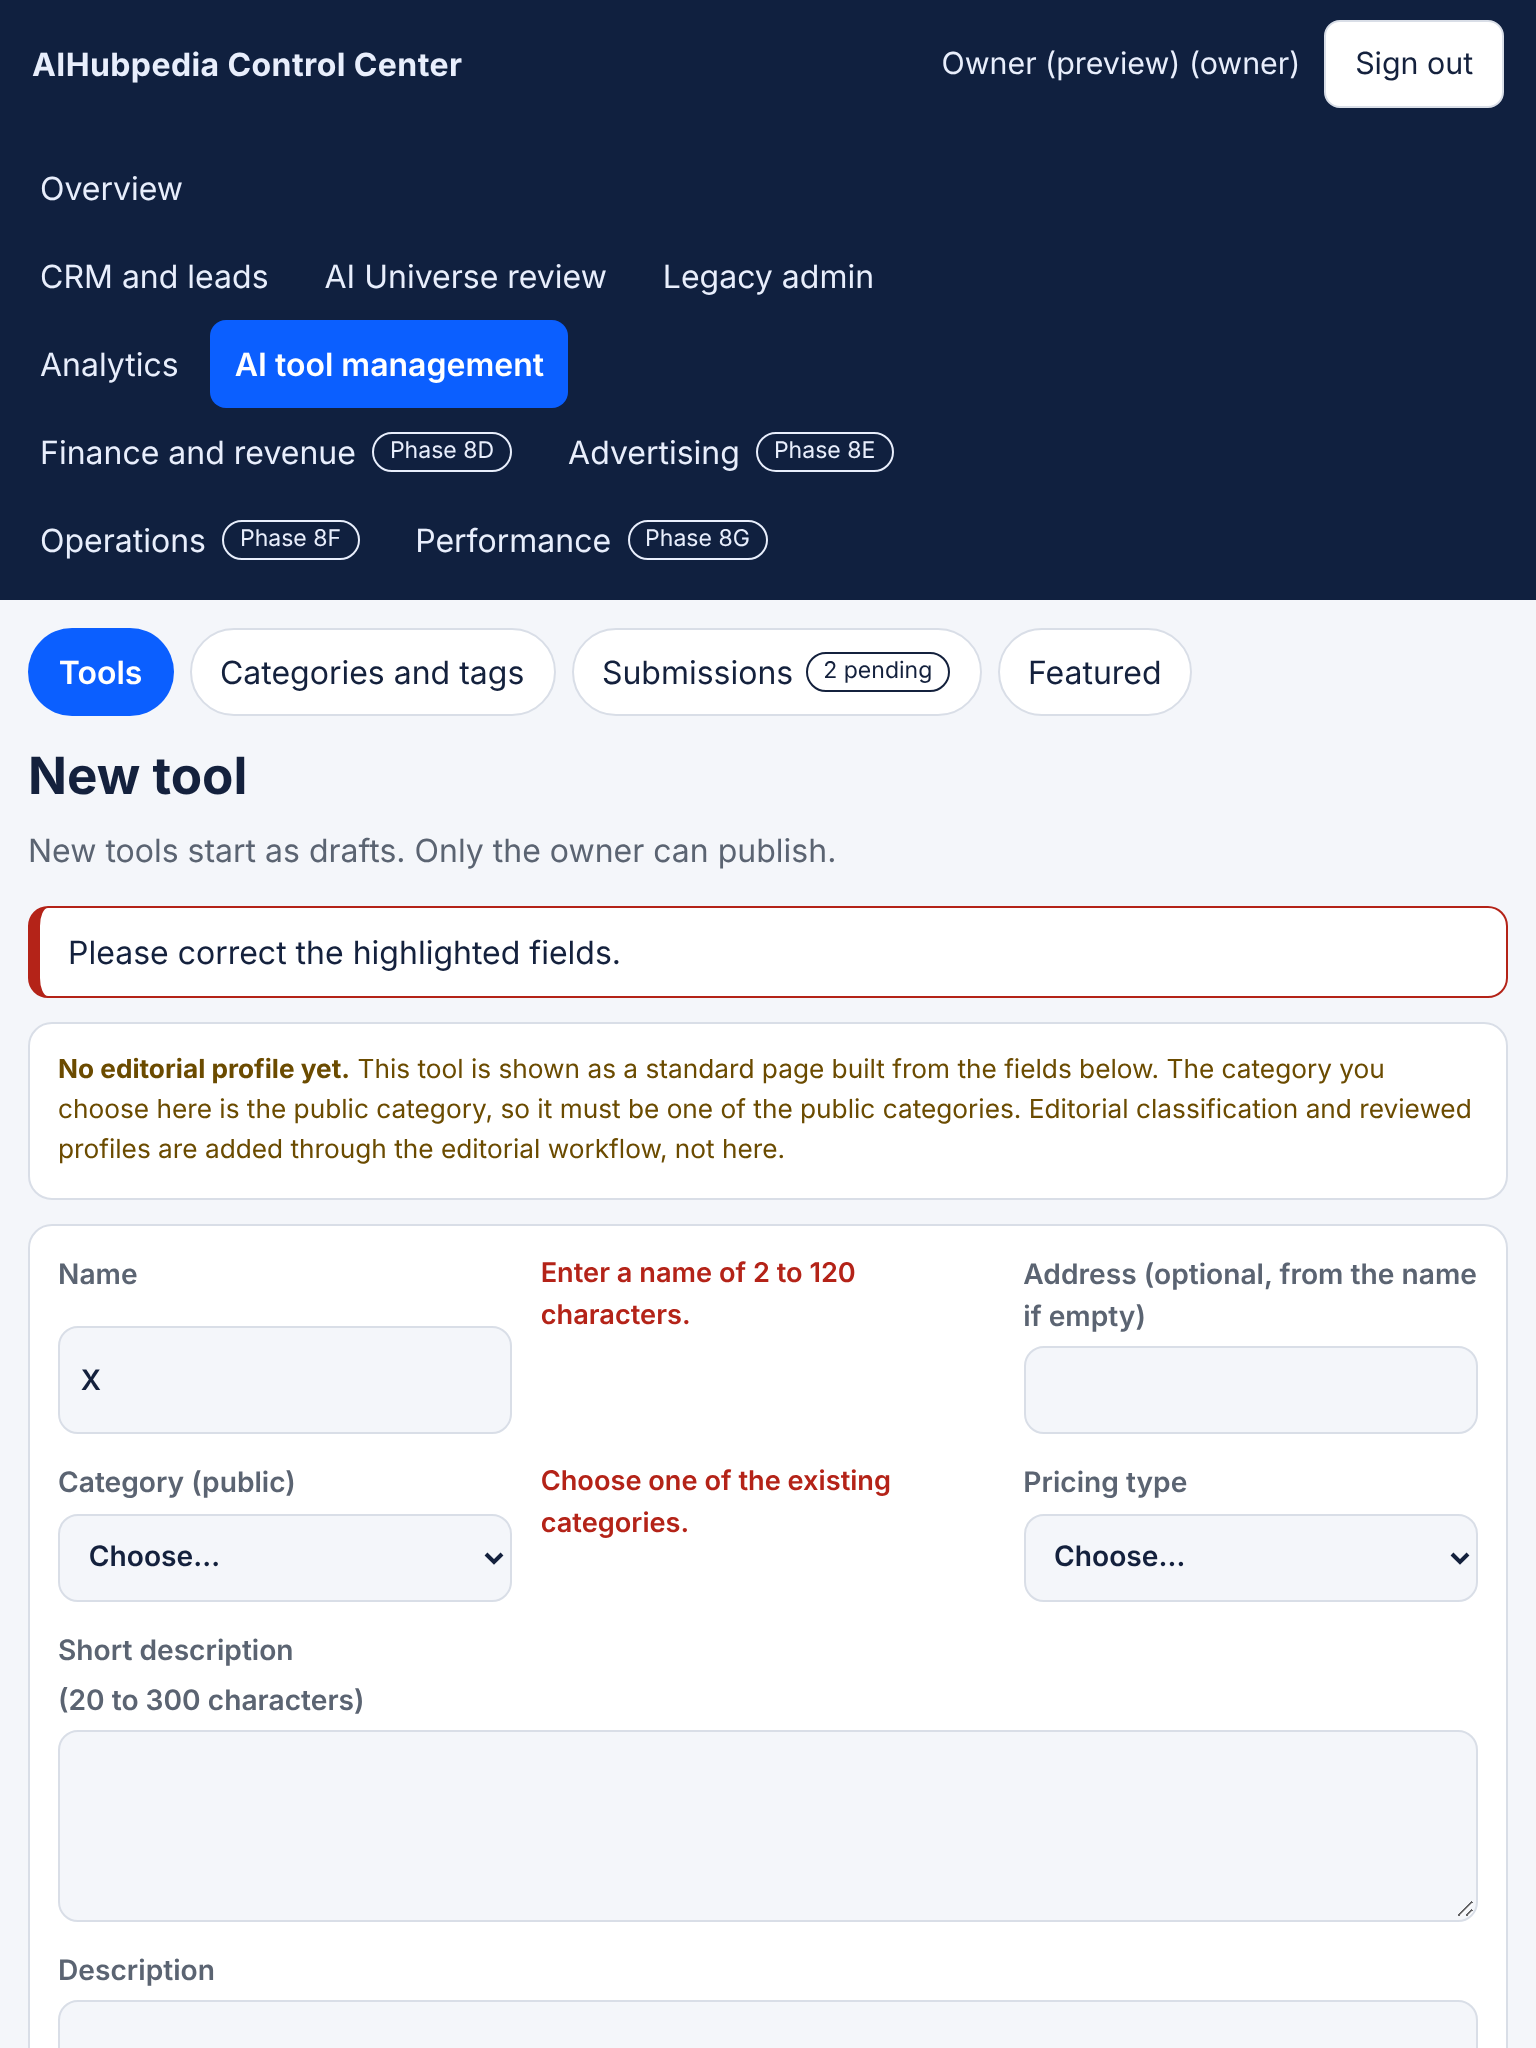 AIHubpedia Control Center
Owner (preview) (owner)
Sign out
Overview
CRM and leads AI Universe review Legacy admin
Analytics AI tool management
Finance and revenue Phase 8D Advertising Phase 8E
Operations Phase 8F Performance Phase 8G
Tools Categories and tags Submissions 2 pending Featured
New tool
New tools start as drafts. Only the owner can publish.
Please correct the highlighted fields.
No editorial profile yet. This tool is shown as a standard page built from the fields below. The category you
choose here is the public category, so it must be one of the public categories. Editorial classification and reviewed
profiles are added through the editorial workflow, not here.
Name
X
Enter a name of 2 to 120
characters.
Address (optional, from the name
if empty)
Category (public)
Choose...
Choose one of the existing
categories.
Pricing type
Choose...
Short description
(20 to 300 characters)
Description